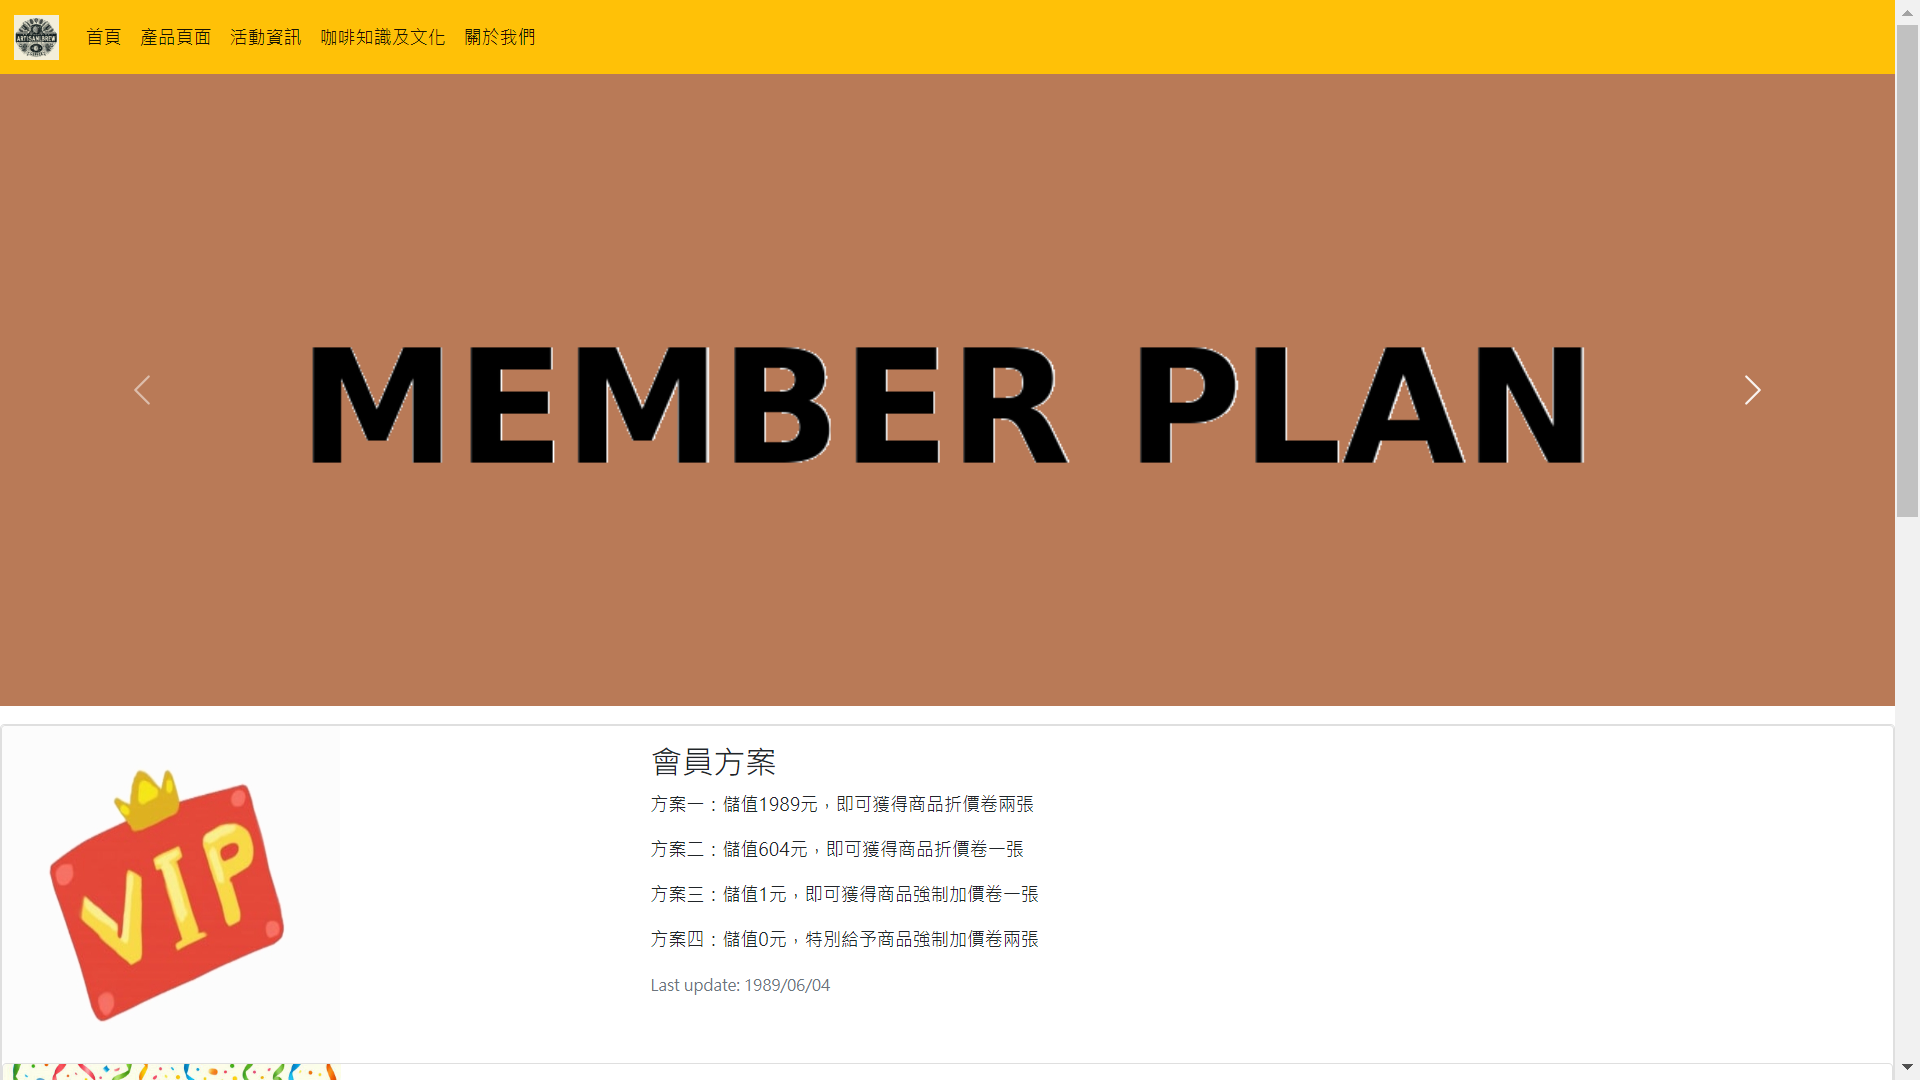 ARTISAN BREW
首頁 產品頁面 活動資訊 咖啡知識及文化 關於我們
MEMBER PLAN
VIP
會員方案
方案一：儲值1989元，即可獲得商品折價卷兩張
方案二：儲值604元，即可獲得商品折價卷一張
方案三：儲值1元，即可獲得商品強制加價卷一張
方案四：儲值0元，特別給予商品強制加價卷兩張
Last update: 1989/06/04